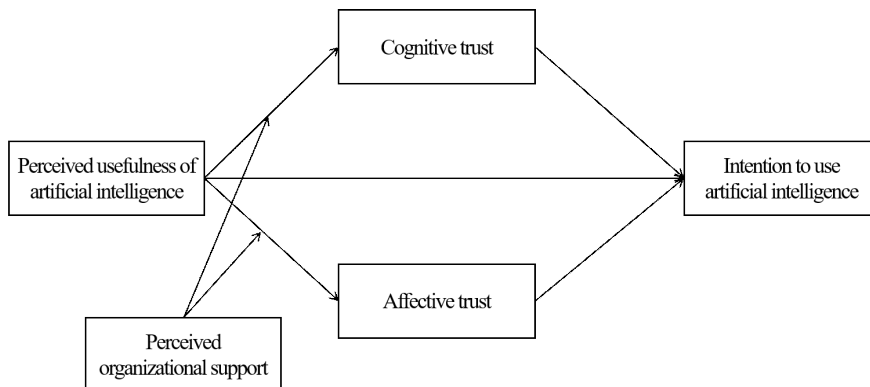 Cognitive trust
Perceived usefulness of
artificial intelligence
Intention to use
artificial intelligence
Affective trust
Perceived
organizational support